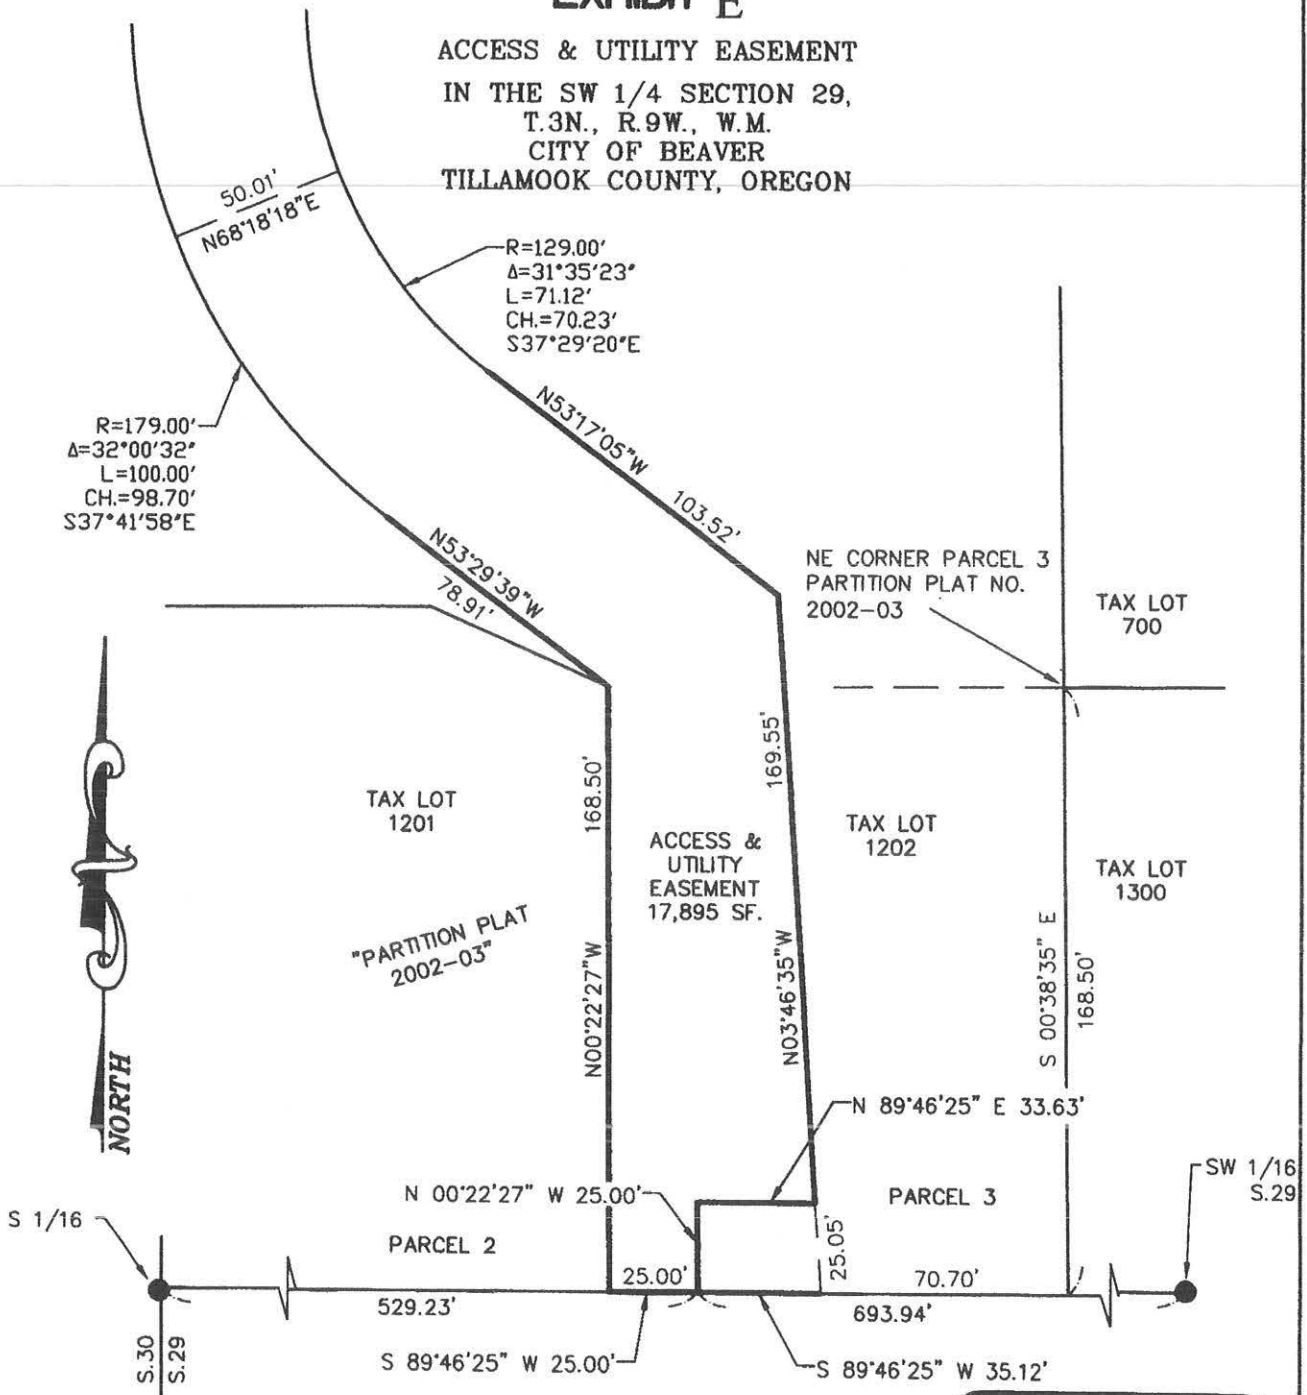 EXHIBIT E
ACCESS & UTILITY EASEMENT
IN THE SW 1/4 SECTION 29,
T.3N., R.9W., W.M.
CITY OF BEAVER
TILLAMOOK COUNTY, OREGON
50.01'
N68°18'18"E
R=129.00'
Δ=31°35'23"
L=71.12'
CH.=70.23'
S37°29'20"E
R=179.00'
Δ=32°00'32"
L=100.00'
CH.=98.70'
S37°41'58"E
N53°17'05"W
103.52'
N53°29'39"W
78.91'
NE CORNER PARCEL 3
PARTITION PLAT NO.
2002-03
TAX LOT
700
168.50'
N00°22'27"W
169.55'
N03°46'35"W
TAX LOT
1201
ACCESS &
UTILITY
EASEMENT
17,895 SF.
TAX LOT
1202
TAX LOT
1300
"PARTITION PLAT
2002-03"
S 00°38'35" E
168.50'
NORTH
N 89°46'25" E 33.63'
N 00°22'27" W 25.00'
PARCEL 3
SW 1/16
S.29
S 1/16
PARCEL 2
25.00'
25.05'
70.70'
529.23'
693.94'
S.30
S.29
S 89°46'25" W 25.00'
S 89°46'25" W 35.12'